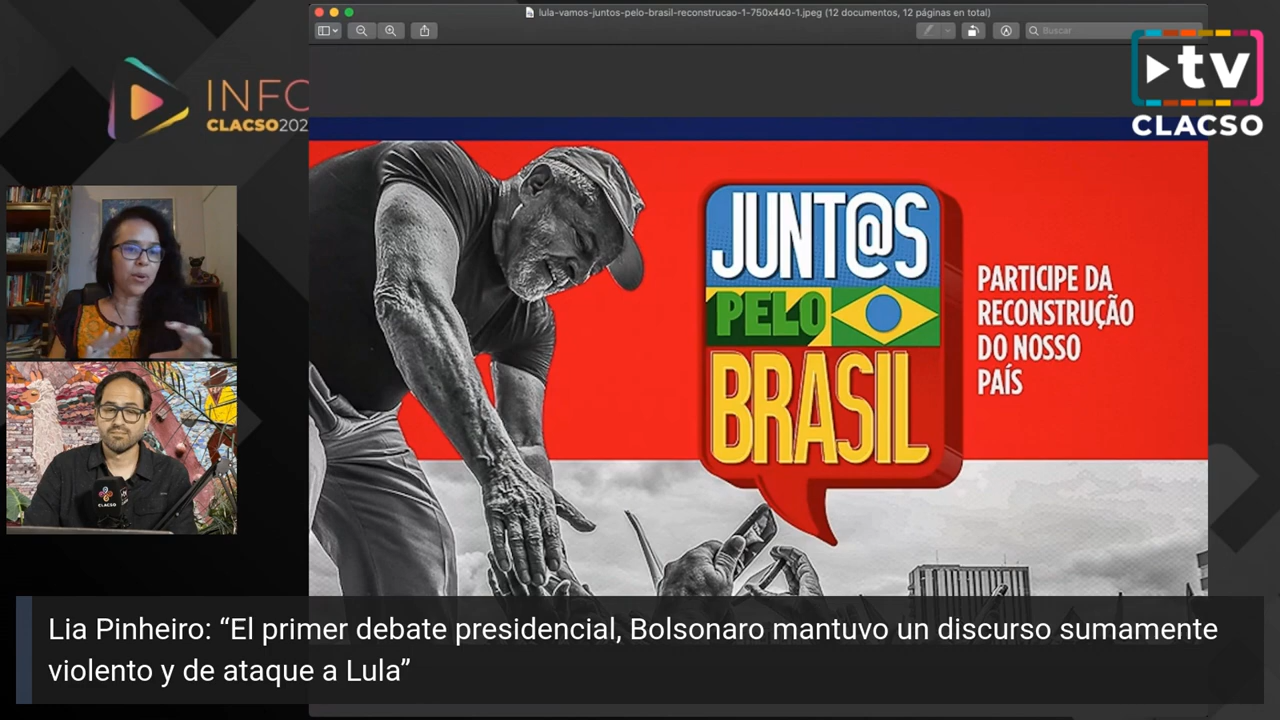 lula-vamos-juntos-pelo-brasil-reconstrucao-1-750x440-1.jpeg (12 documentos, 12 páginas en total)
Buscar
tv
CLACSO
INFO
CLACSO202
JUNT@S
PELO
BRASIL
PARTICIPE DA
RECONSTRUÇÃO
DO NOSSO
PAÍS
CLACSO
Lia Pinheiro: “El primer debate presidencial, Bolsonaro mantuvo un discurso sumamente
violento y de ataque a Lula”